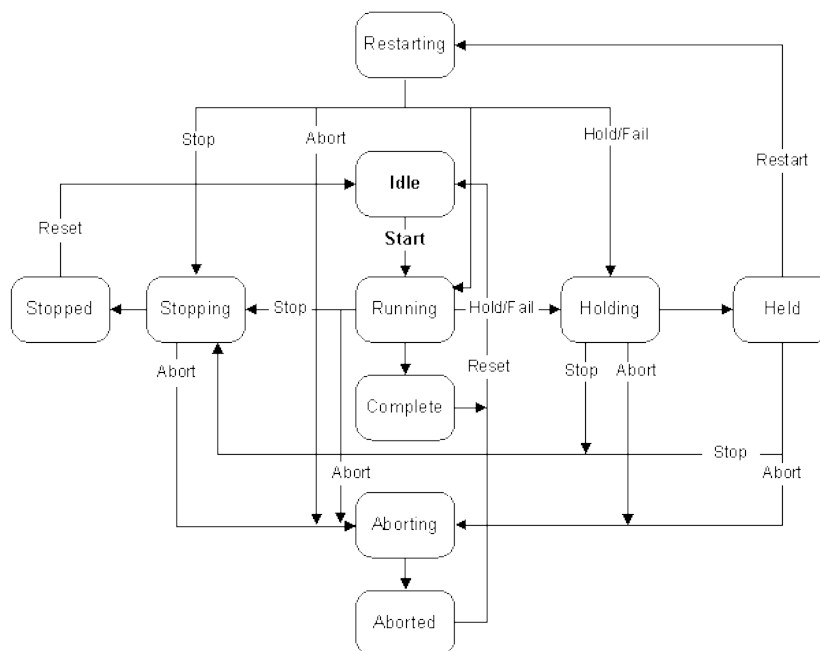 Restarting
Stop
Abort
Hold/Fail
Restart
Idle
Reset
Start
Stopped
Stopping
Stop
Running
Hold/Fail
Holding
Held
Abort
Reset
Stop
Abort
Complete
Abort
Stop
Abort
Aborting
Aborted